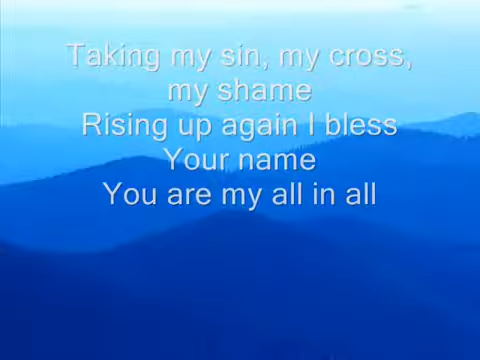 Taking my sin, my cross,
my shame
Rising up again I bless
Your name
You are my all in all